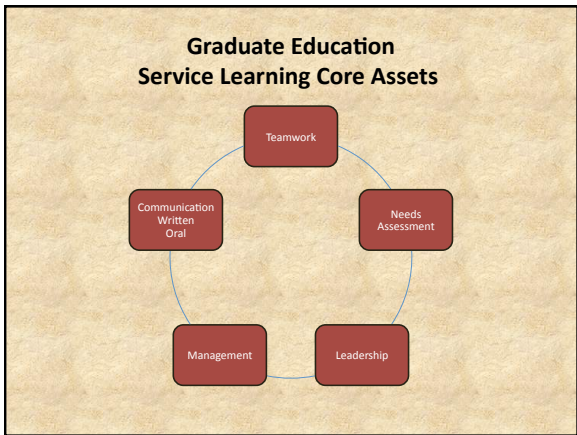 Graduate Education
Service Learning Core Assets
Teamwork
Needs
Assessment
Leadership
Management
Communication
Written
Oral